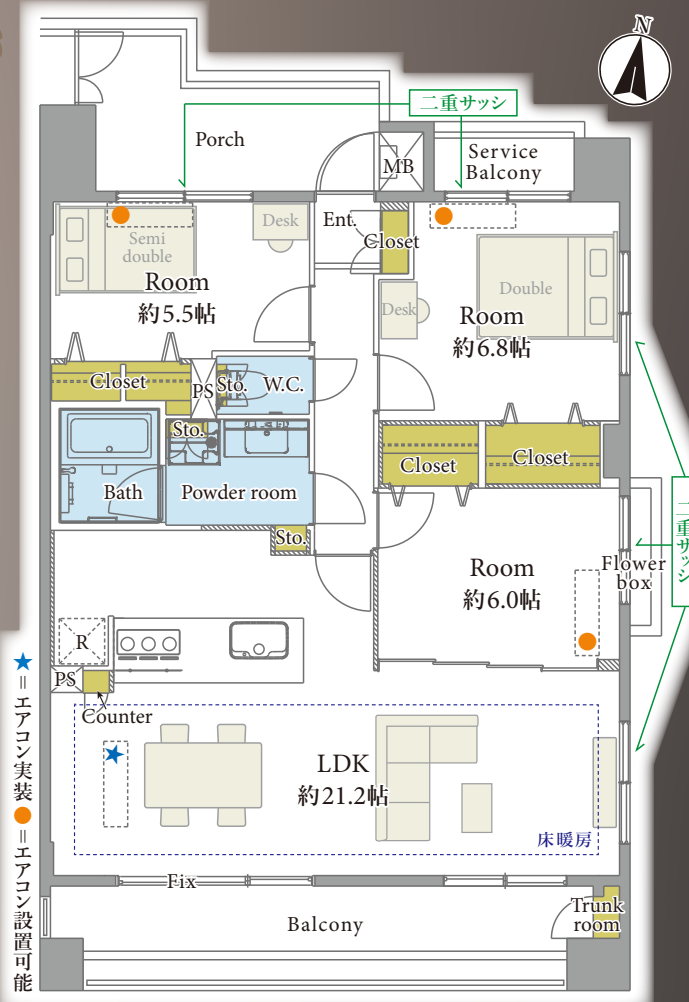 N
二重サッシ
Porch
MB
Service
Balcony
Semi
double
Desk
Ent.
Closet
Room
約5.5帖
Desk
Double
Room
約6.8帖
Closet
PS
Sto.
W.C.
Sto.
Bath
Powder room
Closet
Closet
Sto.
Room
約6.0帖
Flower
box
二重サッシ
R
PS
Counter
LDK
約21.2帖
床暖房
Fix
Balcony
Trunk
room
★=エアコン実装 ●=エアコン設置可能